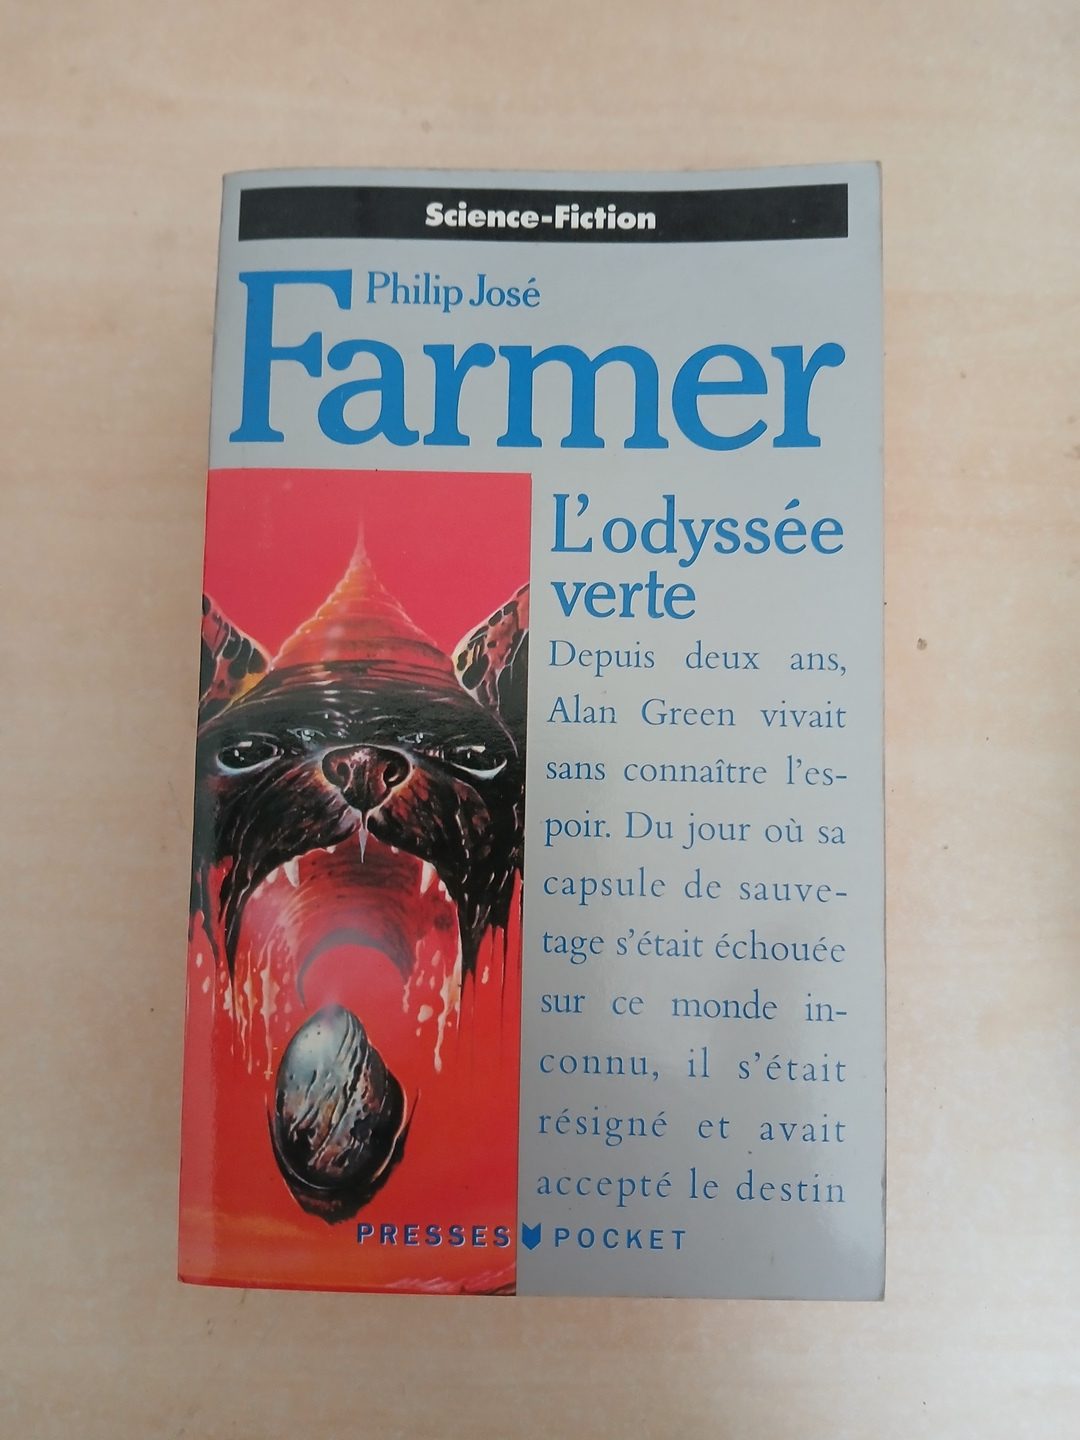 Science-Fiction
Philip José
Farmer
L'odyssée
verte
Depuis deux ans,
Alan Green vivait
sans connaître l'es-
poir. Du jour où sa
capsule de sauve-
tage s'était échouée
sur ce monde in-
connu, il s'était
résigné et avait
accepté le destin
PRESSES POCKET